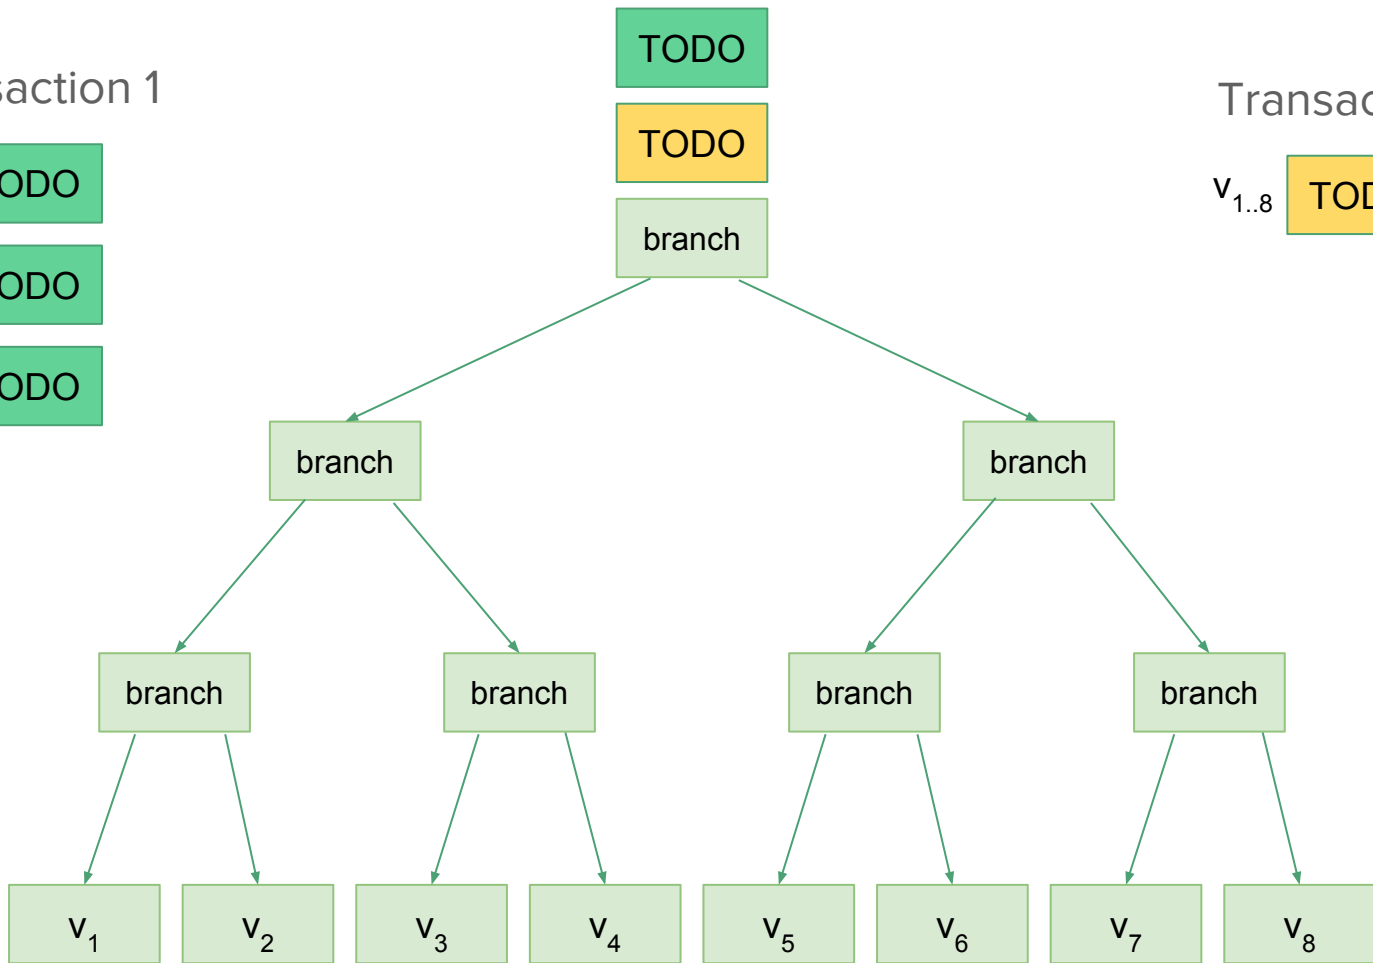 saction 1
TODO
Transac
TODO
ODO
v1..8 TOD
branch
ODO
ODO
branch branch
branch branch branch branch
v1 v2 v3 v4 v5 v6 v7 v8